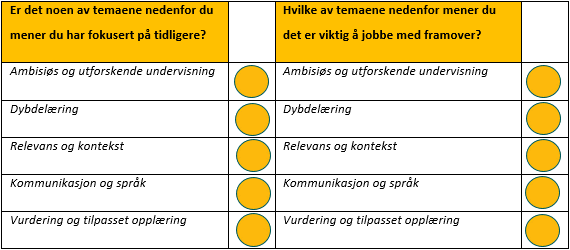 Er det noen av temaene nedenfor du
mener du har fokusert på tidligere?
Hvilke av temaene nedenfor mener du
det er viktig å jobbe med framover?
Ambisiøs og utforskende undervisning
Ambisiøs og utforskende undervisning
Dybdelæring
Dybdelæring
Relevans og kontekst
Relevans og kontekst
Kommunikasjon og språk
Kommunikasjon og språk
Vurdering og tilpasset opplæring
Vurdering og tilpasset opplæring